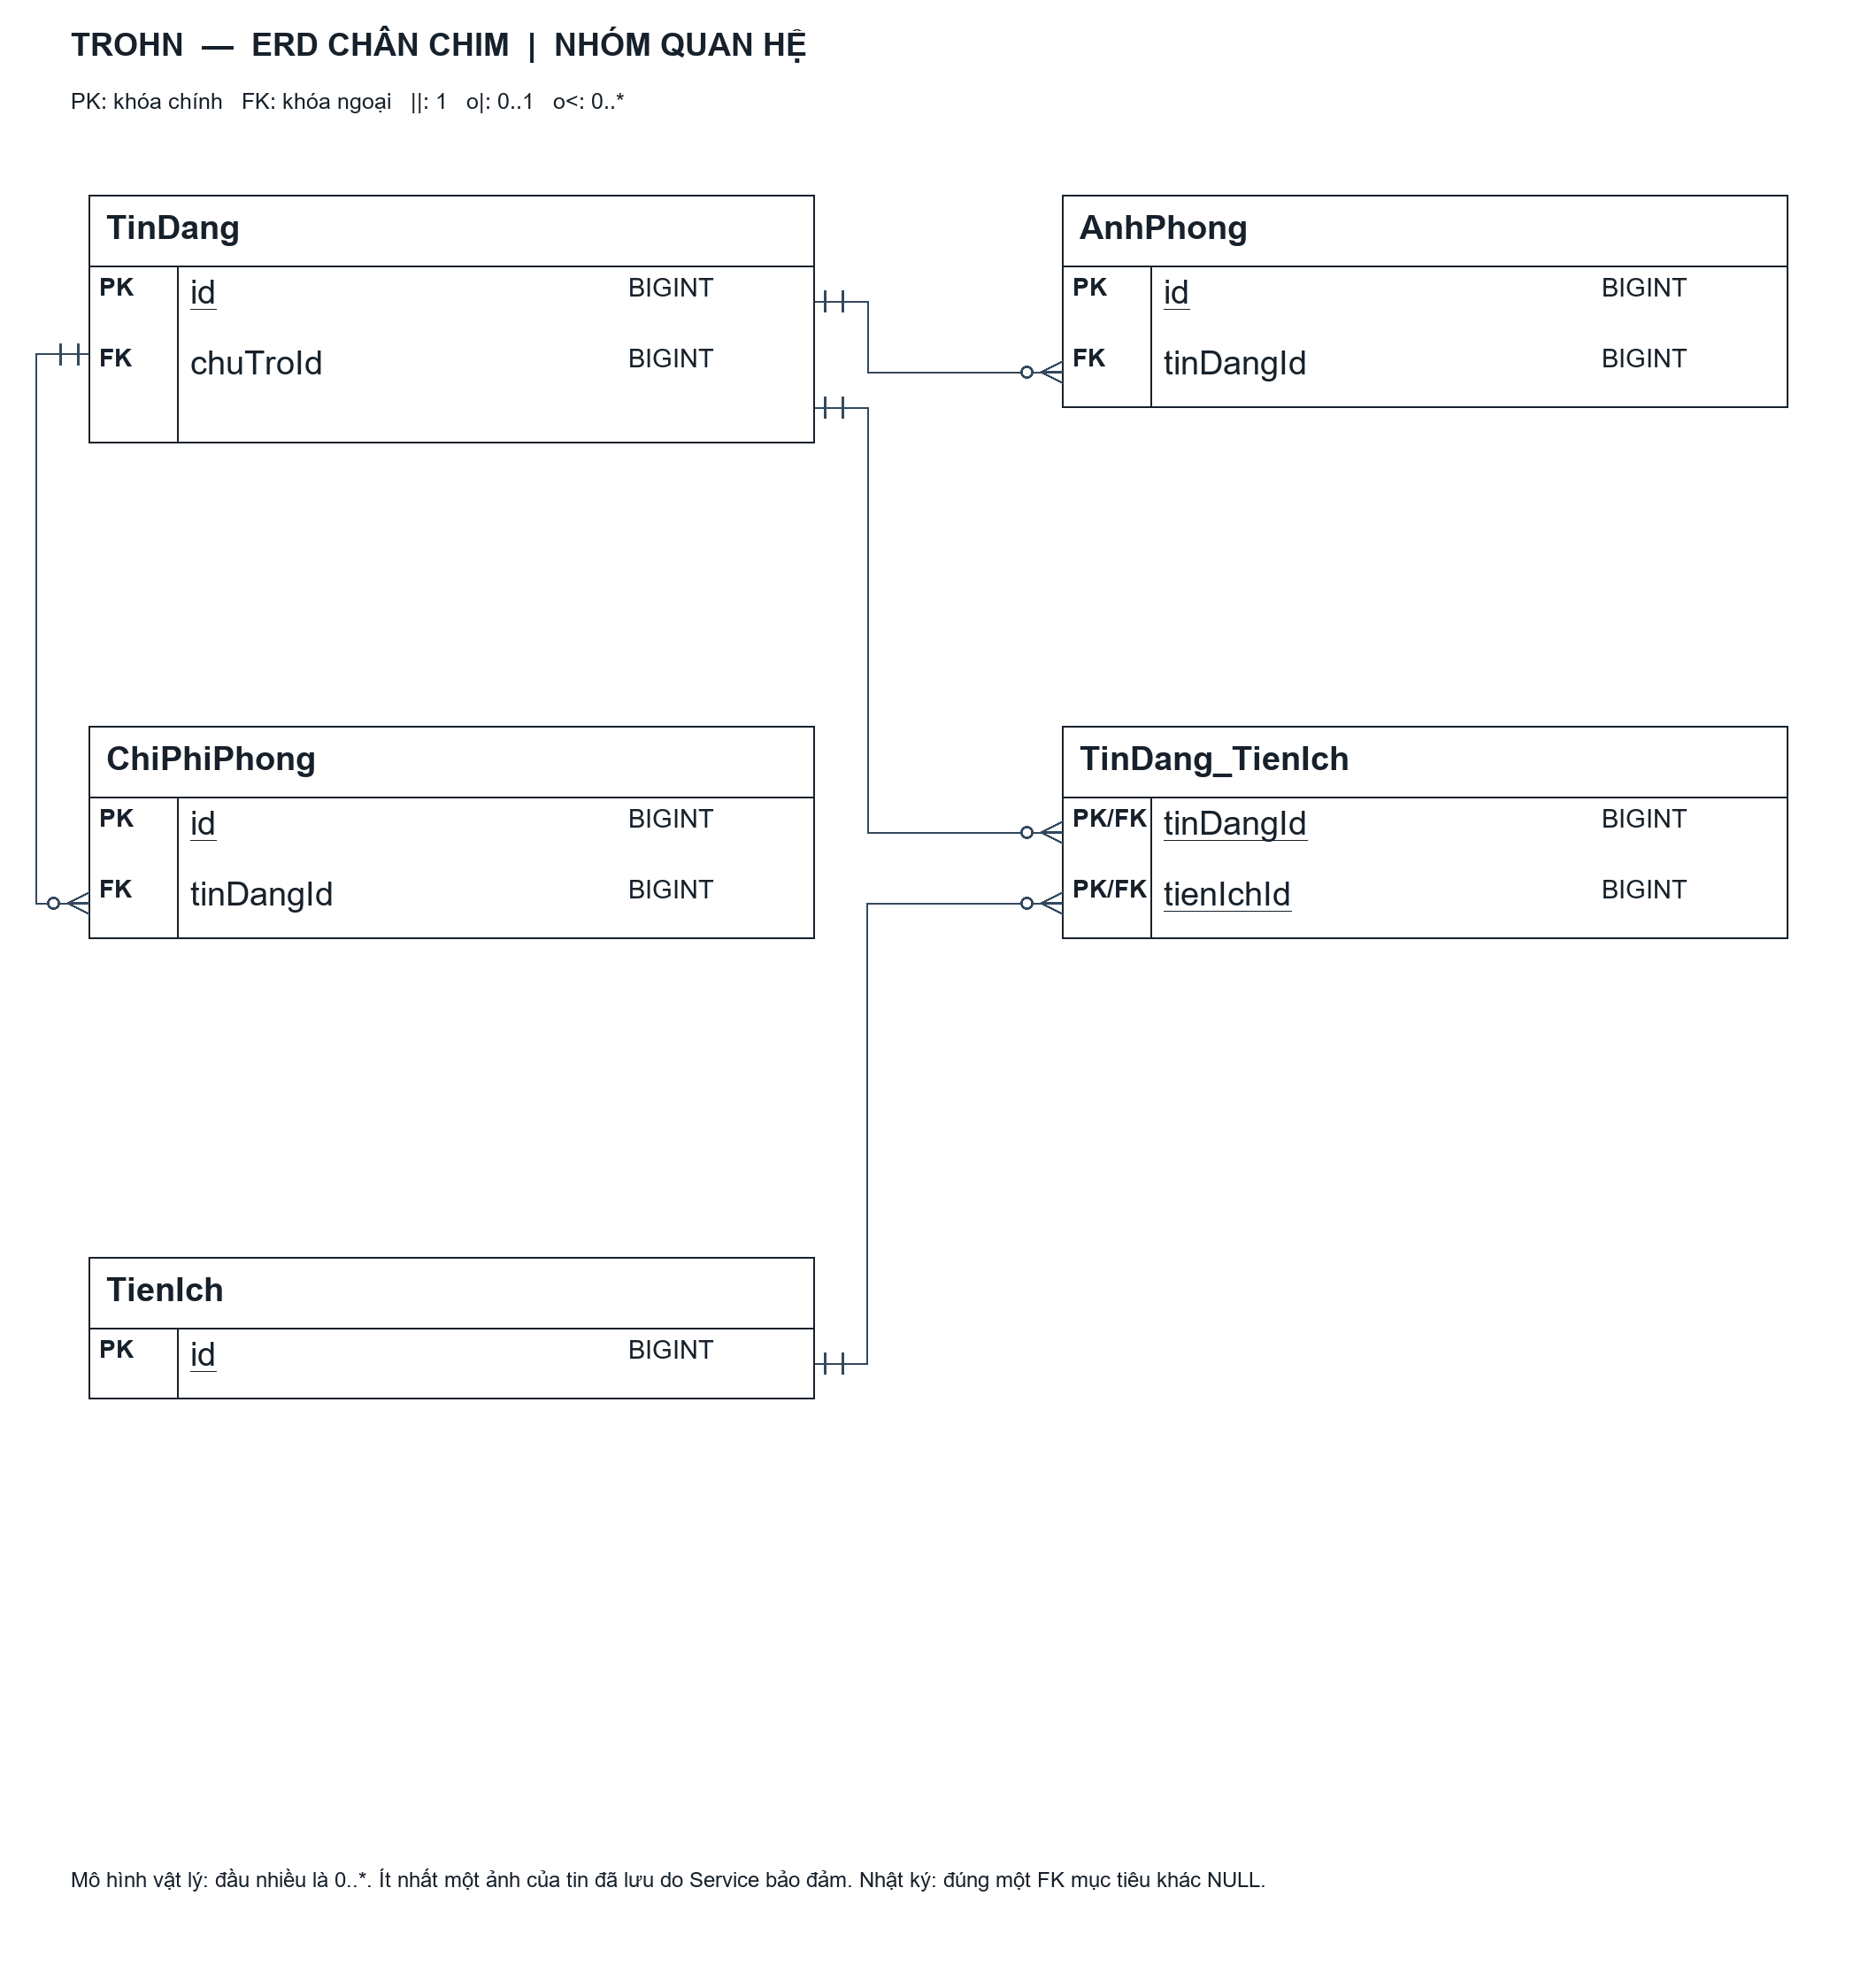 TROHN — ERD CHÂN CHIM | NHÓM QUAN HỆ
PK: khóa chính FK: khóa ngoại ||: 1 o|: 0..1 o<: 0..*
TinDang
PK id BIGINT
FK chuTroId BIGINT
AnhPhong
PK id BIGINT
FK tinDangId BIGINT
ChiPhiPhong
PK id BIGINT
FK tinDangId BIGINT
TinDang_TienIch
PK/FK tinDangId BIGINT
PK/FK tienIchId BIGINT
TienIch
PK id BIGINT
Mô hình vật lý: đầu nhiều là 0..*. Ít nhất một ảnh của tin đã lưu do Service bảo đảm. Nhật ký: đúng một FK mục tiêu khác NULL.